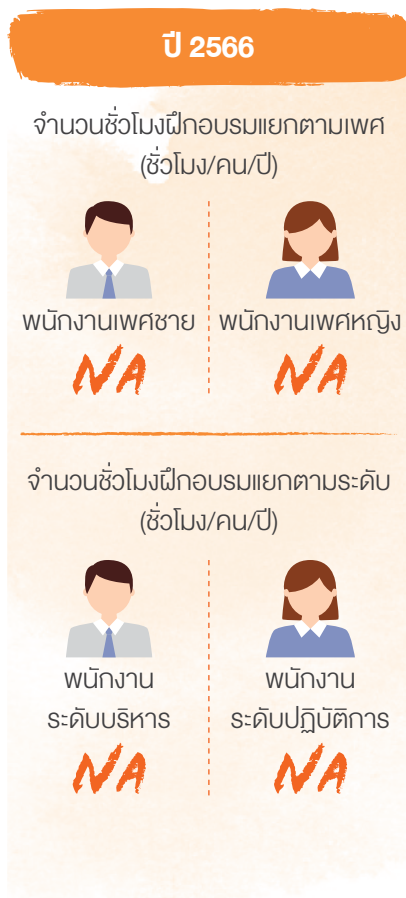 ปี 2566
จำนวนชั่วโมงฝึกอบรมแยกตามเพศ
(ชั่วโมง/คน/ปี)
พนักงานเพศชาย
พนักงานเพศหญิง
NA
NA
จำนวนชั่วโมงฝึกอบรมแยกตามระดับ
(ชั่วโมง/คน/ปี)
พนักงาน
ระดับบริหาร
NA
พนักงาน
ระดับปฏิบัติการ
NA